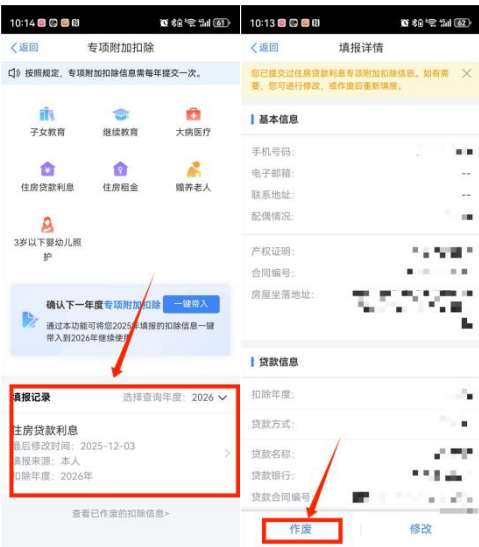 10:14
61
返回
专项附加扣除
按照规定，专项附加扣除信息需每年提交一次。
子女教育
继续教育
大病医疗
住房贷款利息
住房租金
赡养老人
3岁以下婴幼儿照
护
确认下一年度专项附加扣除
一键带入
通过本功能可将您2025年填报的扣除信息一键
带入到2026年继续使用
填报记录
选择查询年度：2026
住房贷款利息
最后修改时间：2025-12-03
填报来源：本人
扣除年度：2026年
查看已作废的扣除信息>
10:13
62
返回
填报详情
您已提交过住房贷款利息专项附加扣除信息。如有需
要，您可进行修改，或作废后重新填报。
基本信息
手机号码：
电子邮箱：
--
联系地址：
--
配偶情况：
产权证明：
合同编号：
房屋坐落地址：
贷款信息
扣除年度：
贷款方式：
贷款名称：
贷款银行：
贷款合同编号
作废
修改